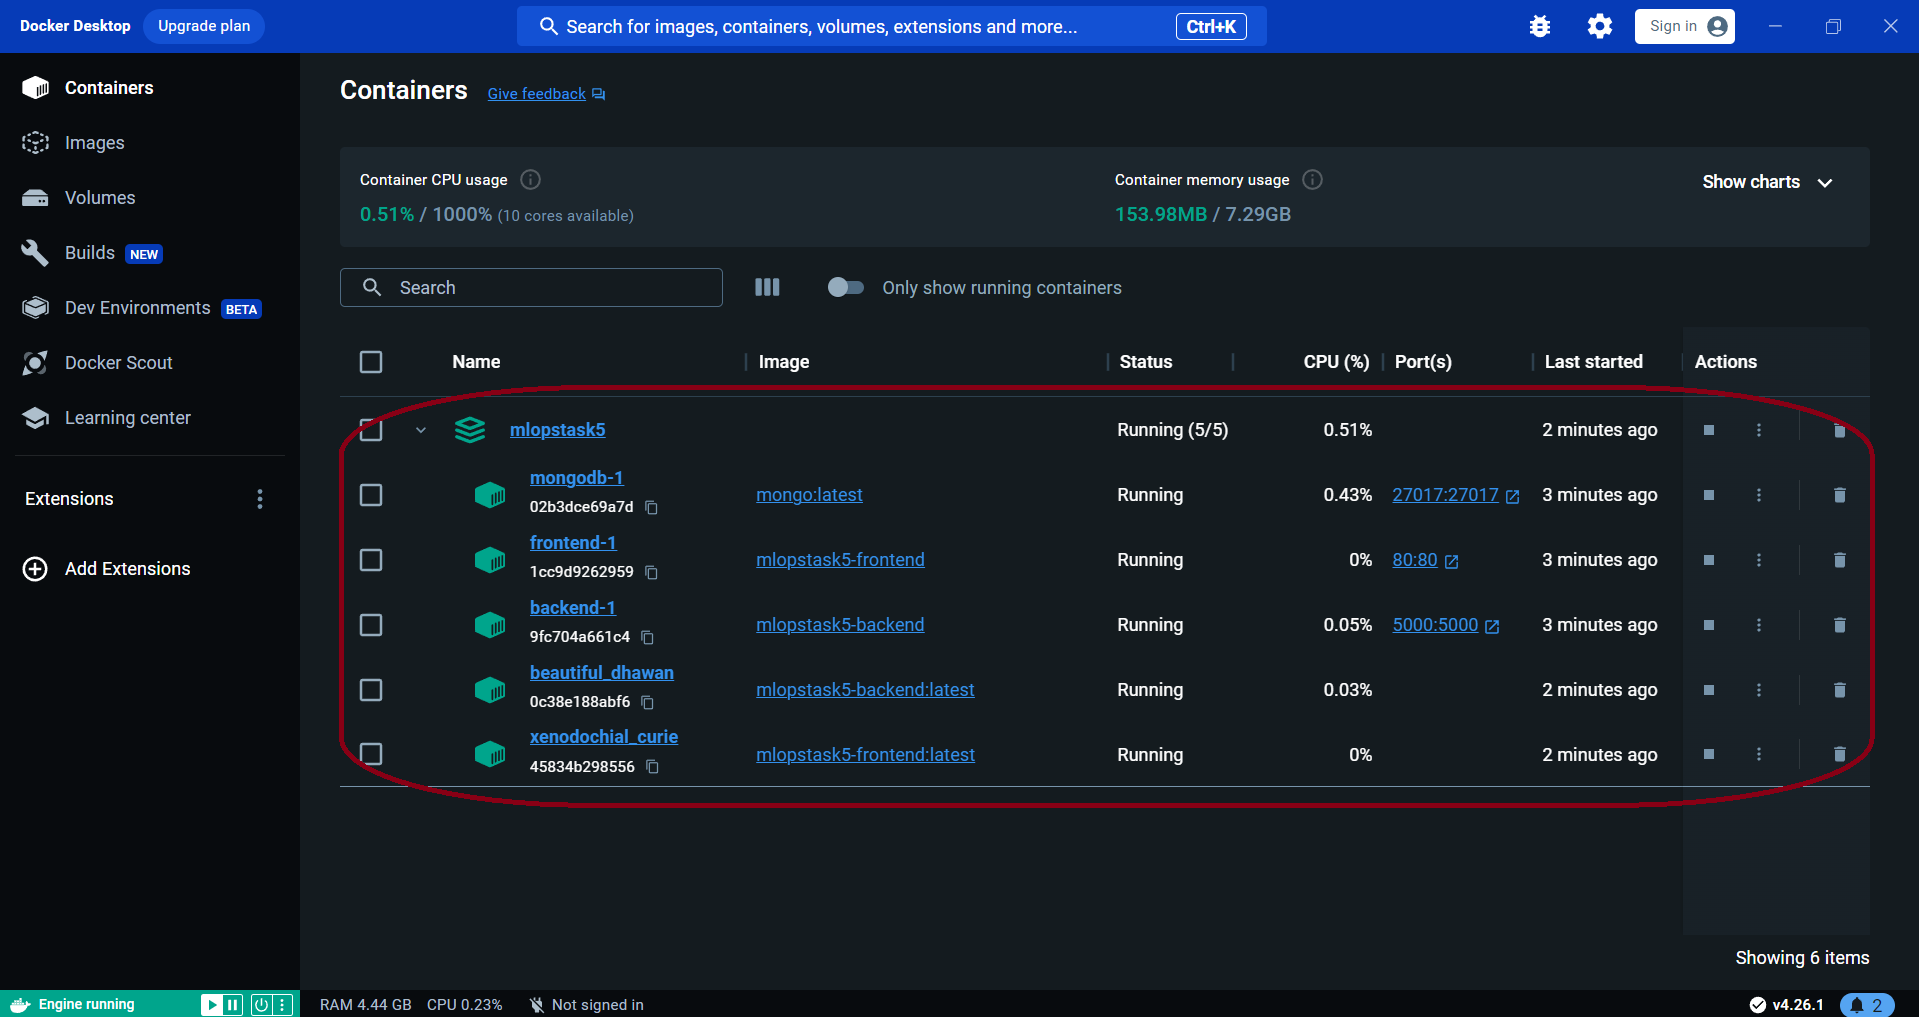 Docker Desktop Upgrade plan Search for images, containers, volumes, extensions and more... Ctrl+K Sign in
Containers
Images
Volumes
Builds NEW
Dev Environments BETA
Docker Scout
Learning center
Extensions
Add Extensions
Containers Give feedback
Container CPU usage
0.51% / 1000% (10 cores available)
Container memory usage
153.98MB / 7.29GB
Show charts
Search
Only show running containers
Name Image Status CPU (%) Port(s) Last started Actions
mlopstask5 Running (5/5) 0.51% 2 minutes ago
mongodb-1
02b3dce69a7d
mongo:latest Running 0.43% 27017:27017 3 minutes ago
frontend-1
1cc9d9262959
mlopstask5-frontend Running 0% 80:80 3 minutes ago
backend-1
9fc704a661c4
mlopstask5-backend Running 0.05% 5000:5000 3 minutes ago
beautiful_dhawan
0c38e188abf6
mlopstask5-backend:latest Running 0.03% 2 minutes ago
xenodochial_curie
45834b298556
mlopstask5-frontend:latest Running 0% 2 minutes ago
Showing 6 items
Engine running RAM 4.44 GB CPU 0.23% Not signed in v4.26.1 2